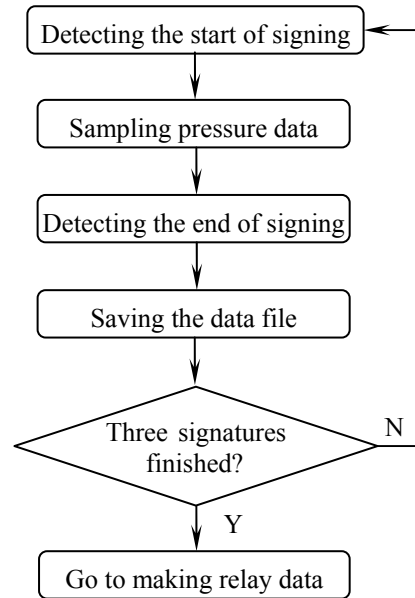 Detecting the start of signing
Sampling pressure data
Detecting the end of signing
Saving the data file
Three signatures
finished?
N
Y
Go to making relay data